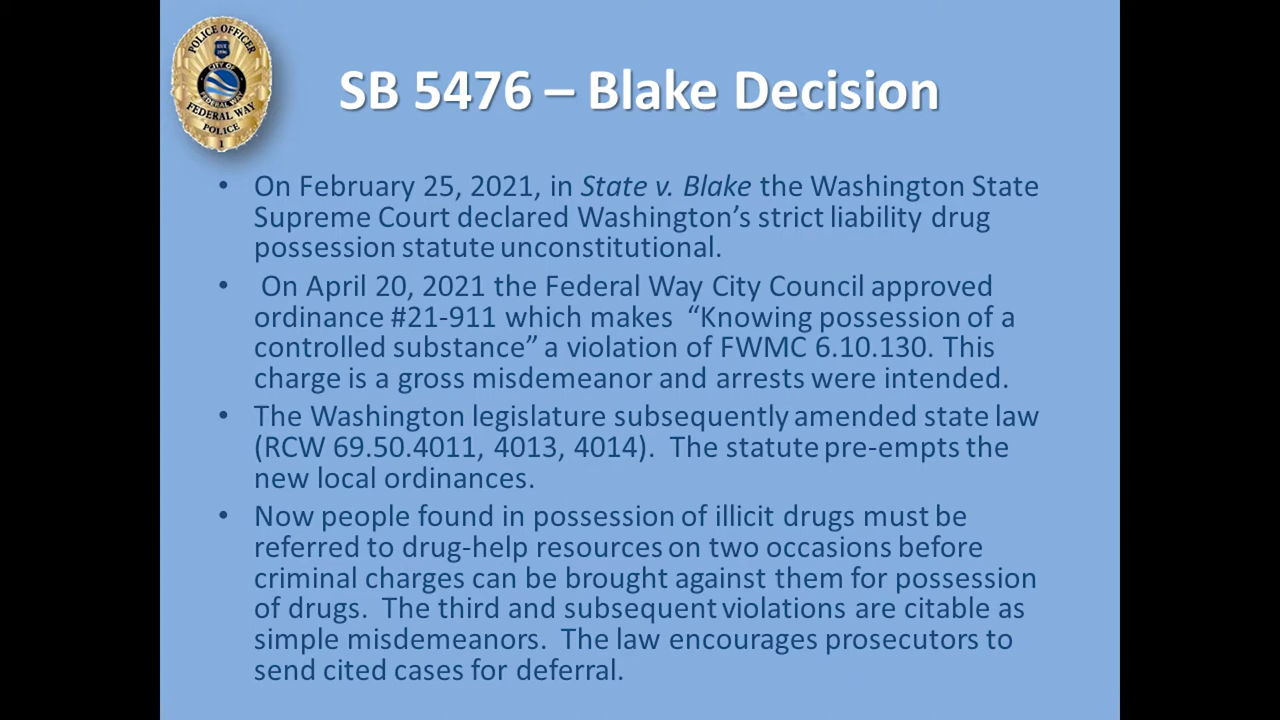 POLICE OFFICER
CITY OF
FEDERAL WAY
FEDERAL WAY
POLICE
1
SB 5476 – Blake Decision
• On February 25, 2021, in State v. Blake the Washington State
Supreme Court declared Washington’s strict liability drug
possession statute unconstitutional.
• On April 20, 2021 the Federal Way City Council approved
ordinance #21-911 which makes “Knowing possession of a
controlled substance” a violation of FWMC 6.10.130. This
charge is a gross misdemeanor and arrests were intended.
• The Washington legislature subsequently amended state law
(RCW 69.50.4011, 4013, 4014). The statute pre-empts the
new local ordinances.
• Now people found in possession of illicit drugs must be
referred to drug-help resources on two occasions before
criminal charges can be brought against them for possession
of drugs. The third and subsequent violations are citable as
simple misdemeanors. The law encourages prosecutors to
send cited cases for deferral.